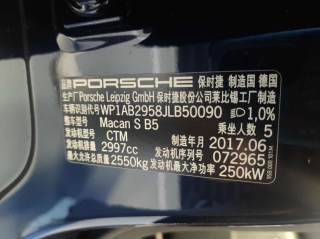 品牌 PORSCHE 保时捷 制造国 德国
生产厂 Porsche Leipzig GmbH 保时捷股份公司莱比锡工厂制造
车辆识别代号 WP1AB2958JLB50090 1,0%
整车型号 Macan S B5 乘坐人数 5
发动机型号 CTM 制造年月 2017.06
发动机排量 2997cc 发动机序列号 072965
最大允许总质量 2550kg 发动机最大净功率 250kW